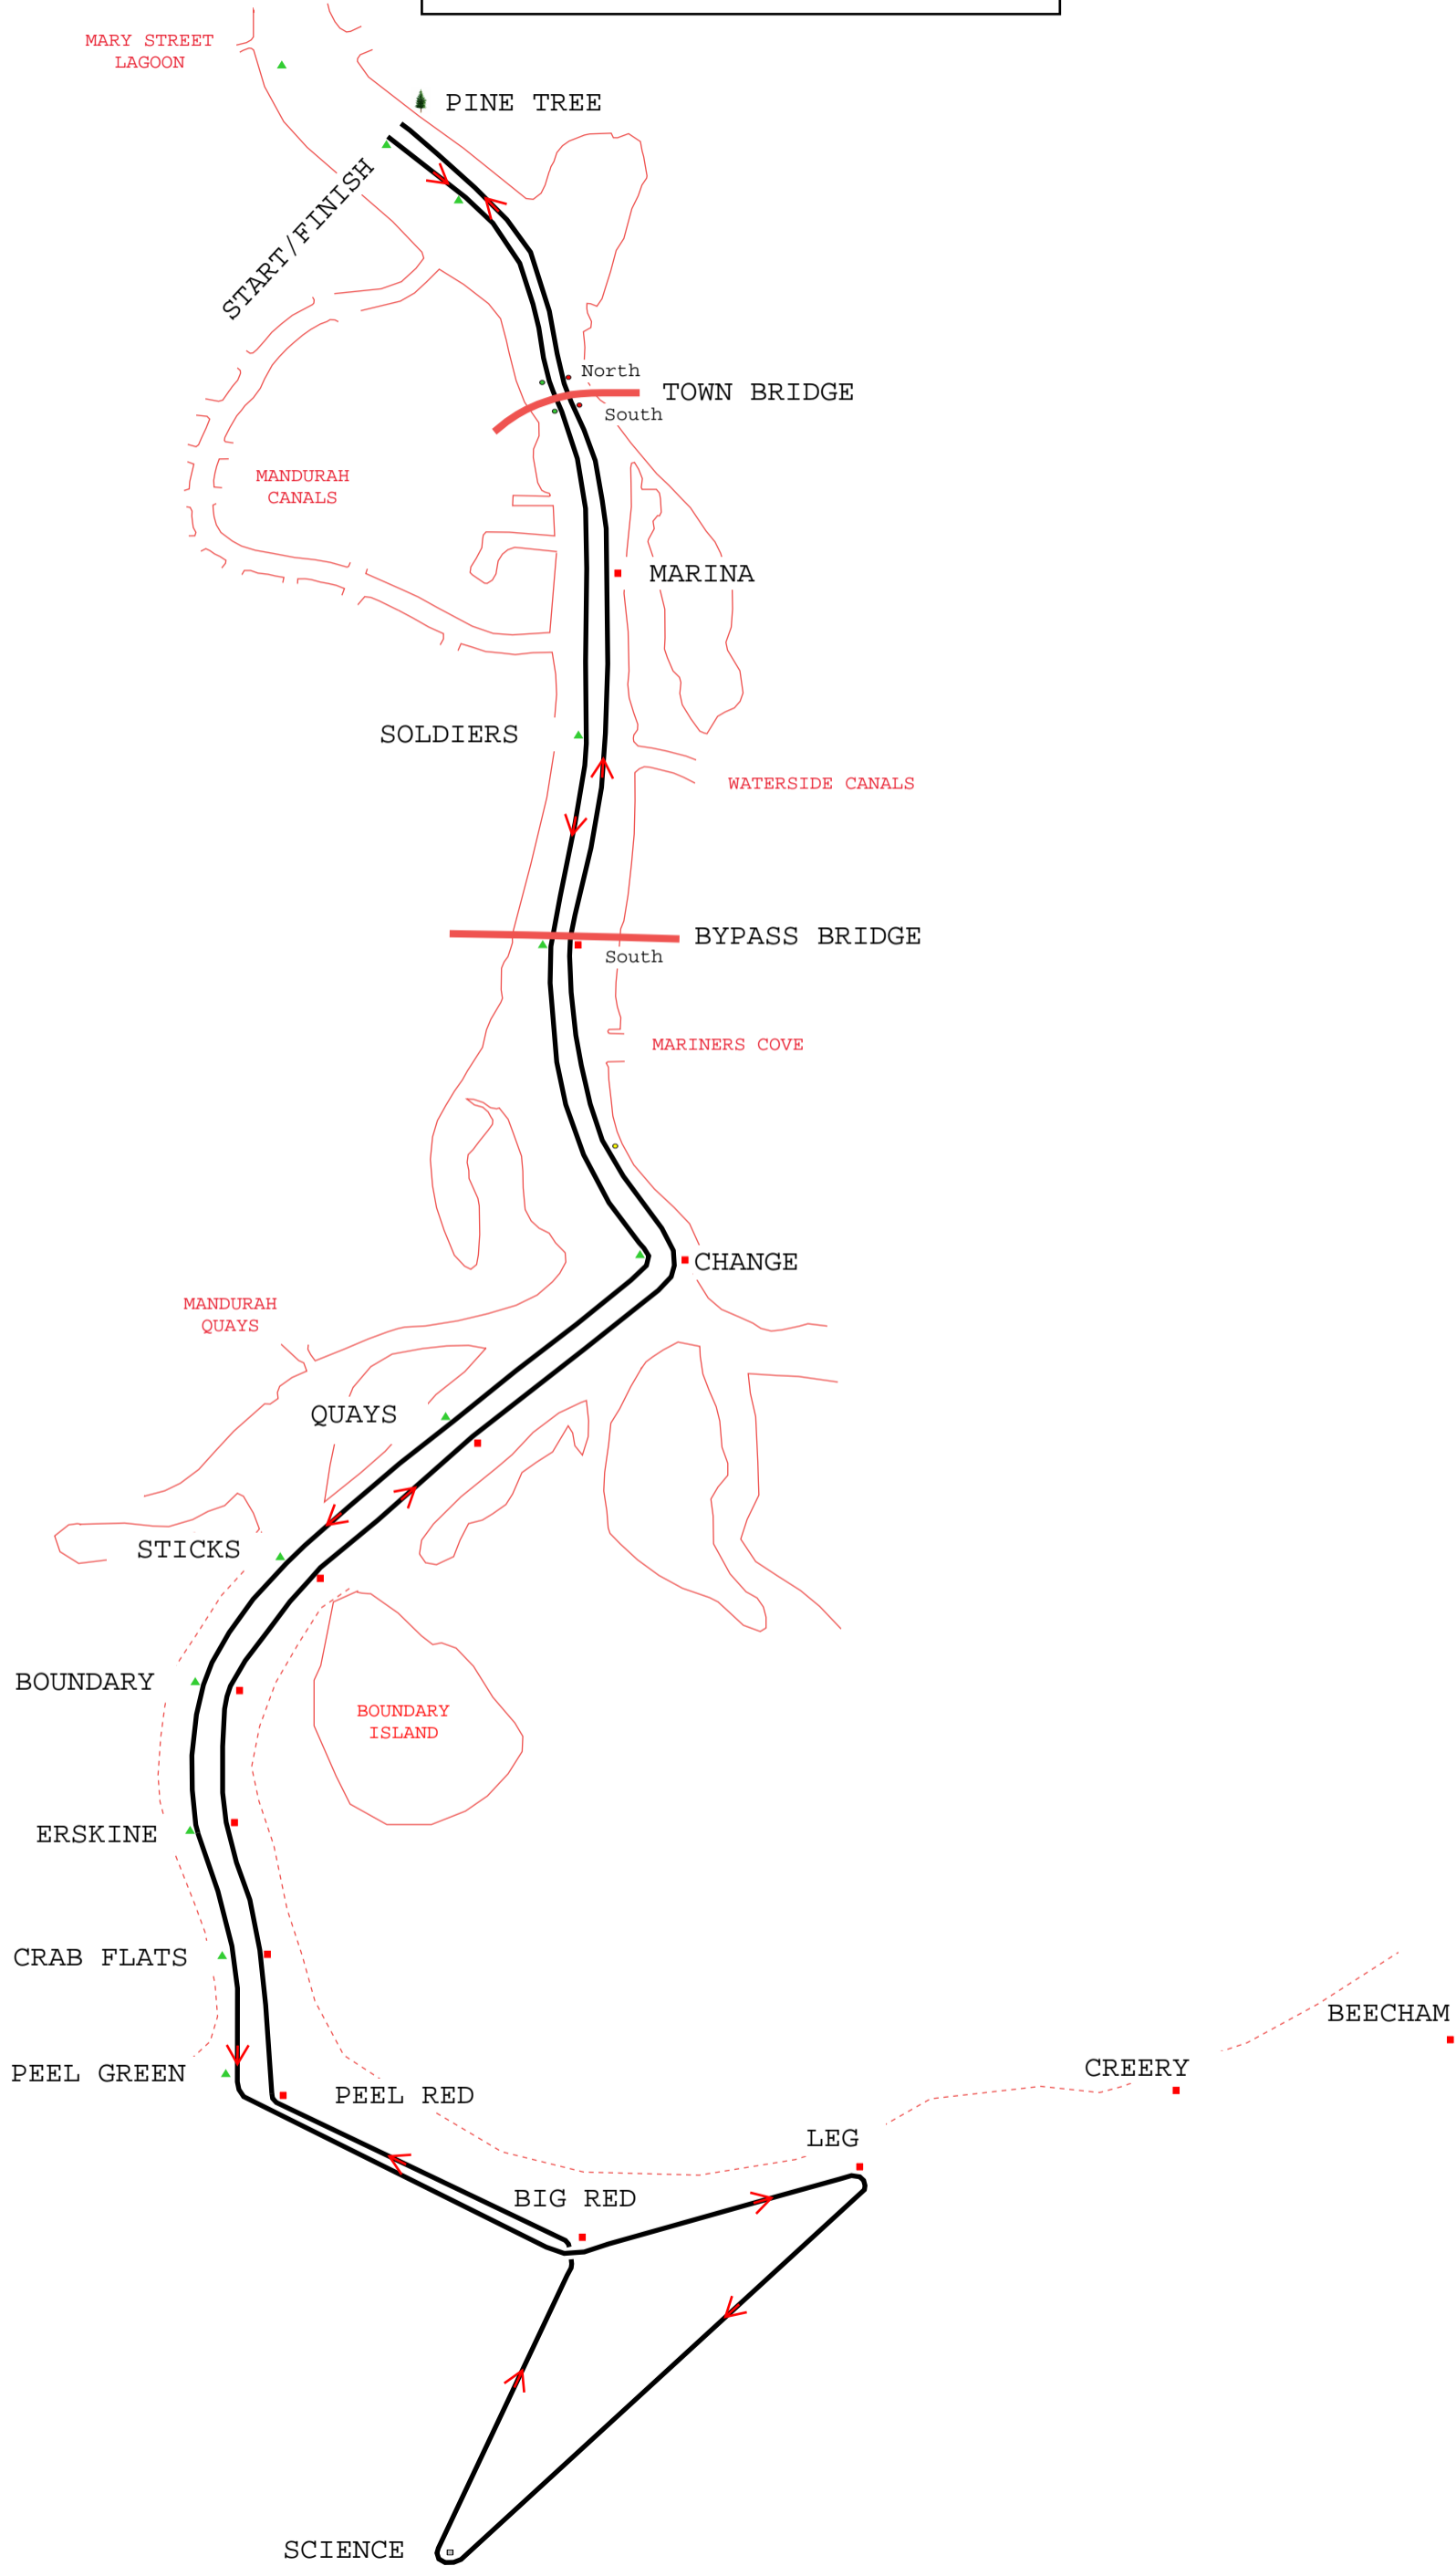 MARY STREET
LAGOON
PINE TREE
START/FINISH
North
TOWN BRIDGE
South
MANDURAH
CANALS
MARINA
SOLDIERS
WATERSIDE CANALS
BYPASS BRIDGE
South
MARINERS COVE
CHANGE
MANDURAH
QUAYS
QUAYS
STICKS
BOUNDARY
BOUNDARY
ISLAND
ERSKINE
CRAB FLATS
BEECHAM
CREERY
PEEL GREEN
PEEL RED
LEG
BIG RED
SCIENCE